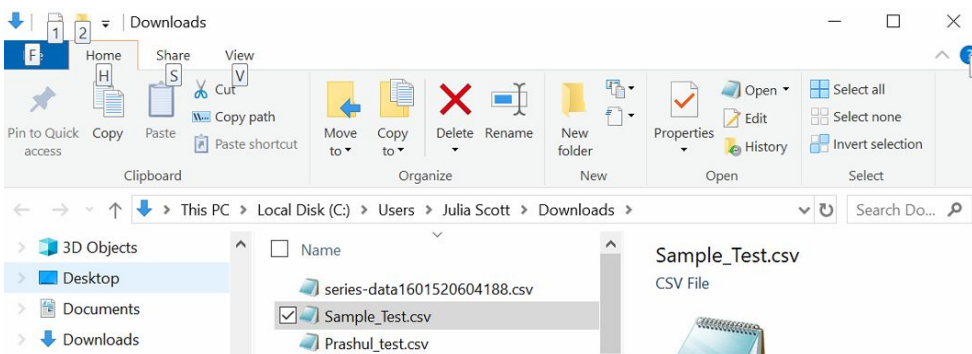 1 2 Downloads
F Home Share View
H S V
Cut
Copy path
Paste shortcut
Pin to Quick access Copy Paste
Move to Copy to Delete Rename
New folder
Properties Open Edit History
Select all
Select none
Invert selection
Clipboard Organize New Open Select
This PC > Local Disk (C:) > Users > Julia Scott > Downloads > Search Do...
3D Objects
Desktop
Documents
Downloads
Name
series-data1601520604188.csv
Sample_Test.csv
Prashul_test.csv
Sample_Test.csv
CSV File